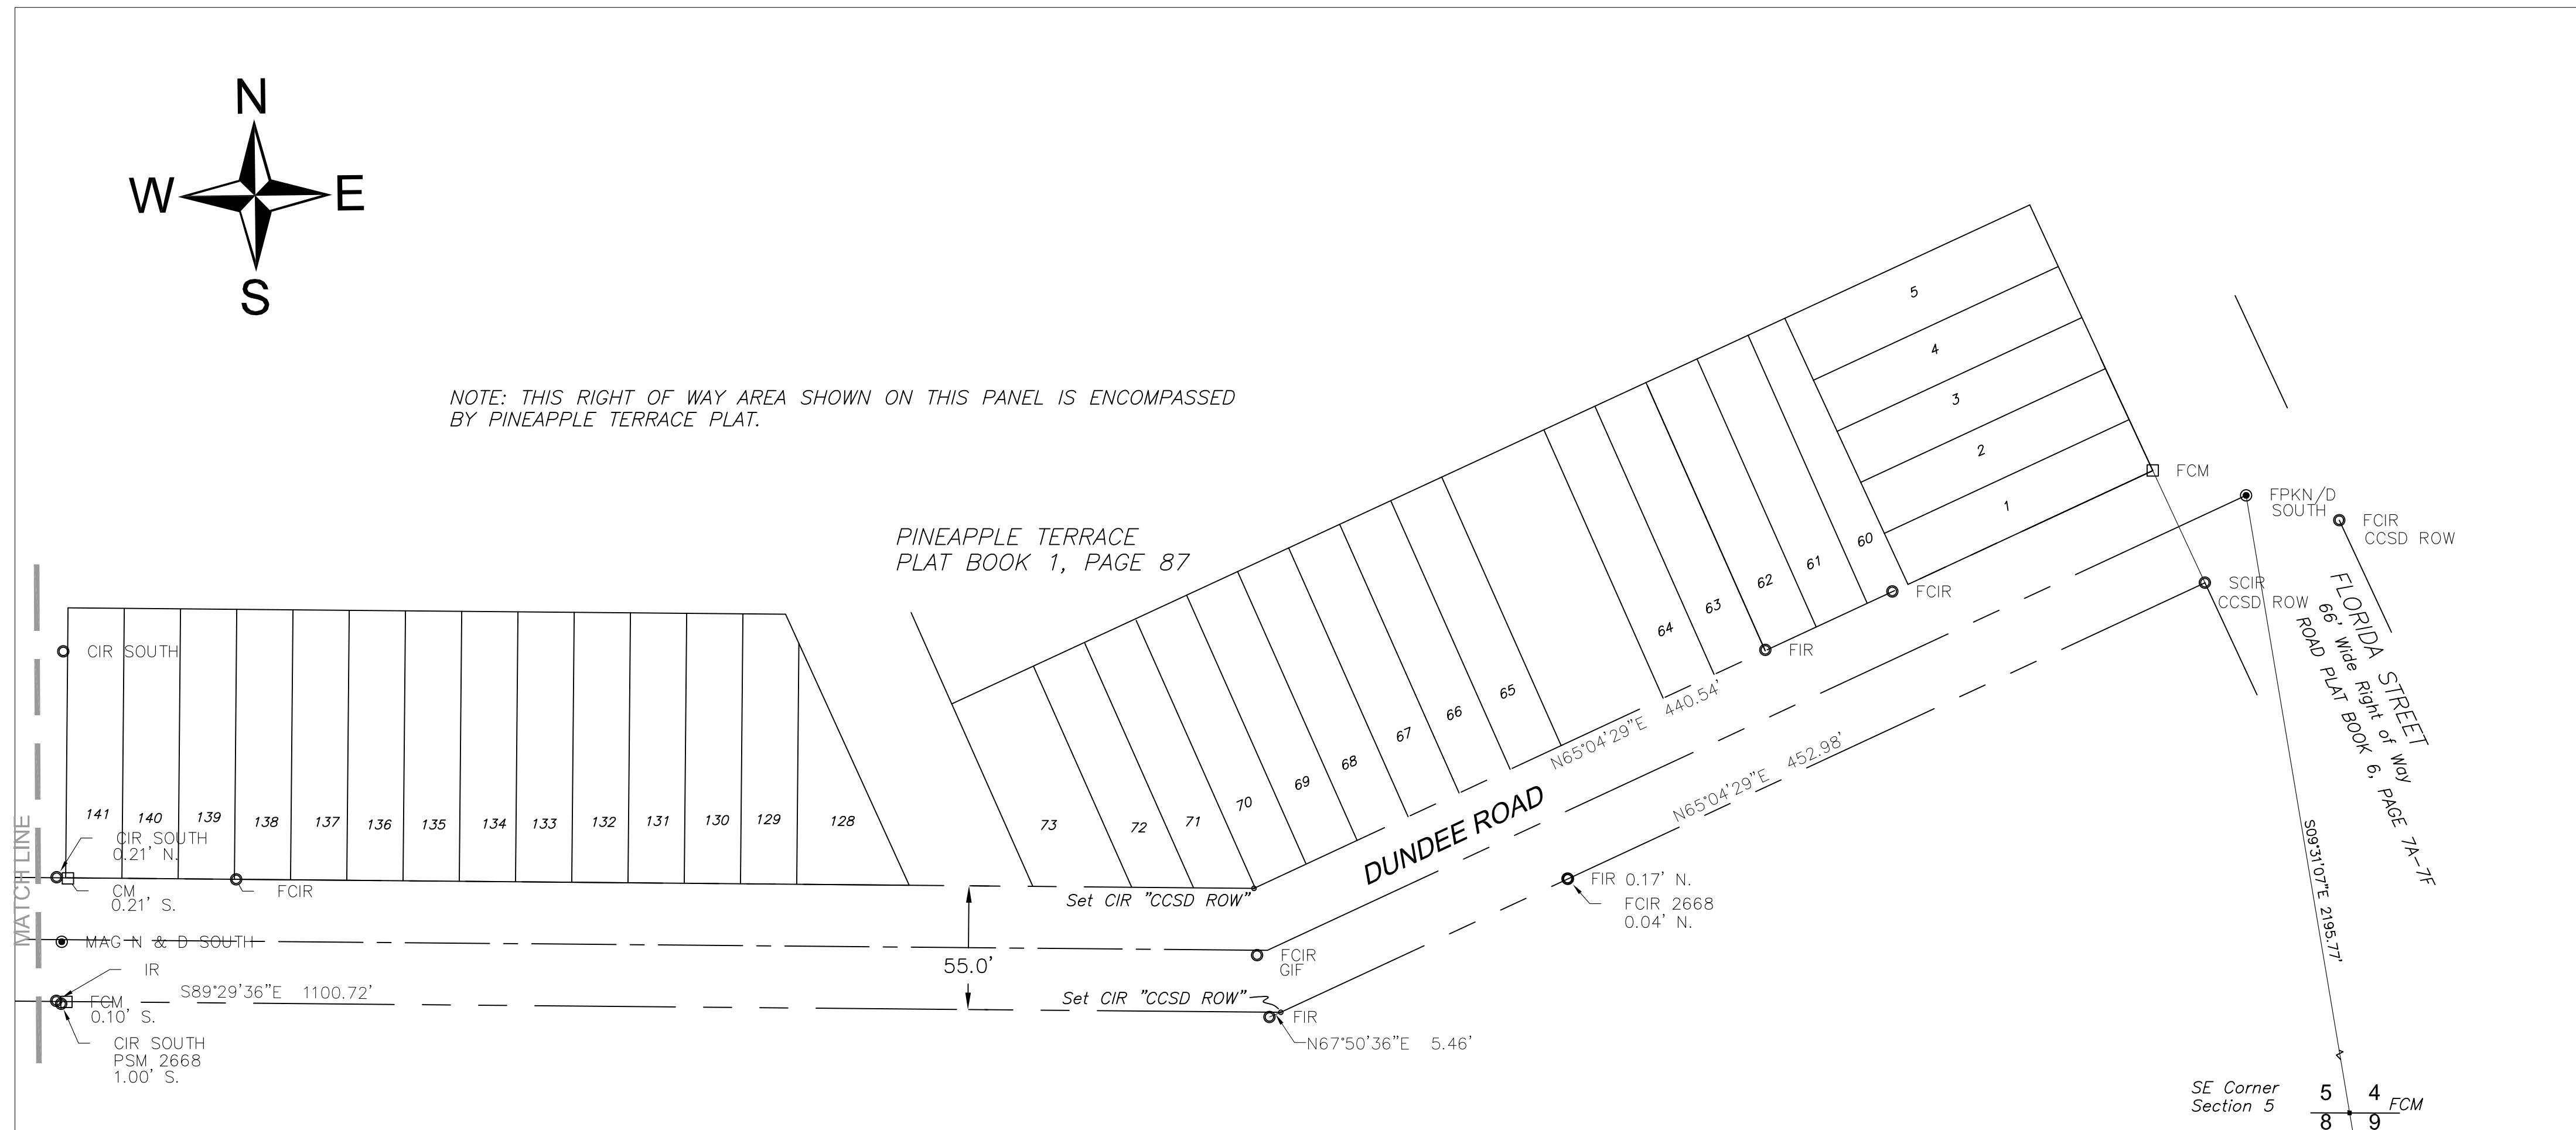 N
W
E
S
NOTE: THIS RIGHT OF WAY AREA SHOWN ON THIS PANEL IS ENCOMPASSED
BY PINEAPPLE TERRACE PLAT.
PINEAPPLE TERRACE
PLAT BOOK 1, PAGE 87
5
4
3
2
1
60
61
62
63
64
65
66
67
68
69
70
71
72
73
128
129
130
131
132
133
134
135
136
137
138
139
140
141
FCM
FPKN/D
SOUTH
FCIR
CCSD ROW
SCIR
CCSD ROW
FCIR
FIR
FLORIDA STREET
66' Wide Right of Way
ROAD PLAT BOOK 6, PAGE 7A-7F
N65°04'29"E 440.54'
N65°04'29"E 452.98'
DUNDEE ROAD
S09°31'07"E 2195.77'
MATCH LINE
CIR SOUTH
CIR SOUTH
0.21' N.
CM
0.21' S.
FCIR
MAG N & D SOUTH
IR
FCM
0.10' S.
S89°29'36"E 1100.72'
CIR SOUTH
PSM 2668
1.00' S.
55.0'
Set CIR "CCSD ROW"
FCIR
GIF
Set CIR "CCSD ROW"
FIR
N67°50'36"E 5.46'
FIR 0.17' N.
FCIR 2668
0.04' N.
SE Corner
Section 5
5 4
FCM
8 9